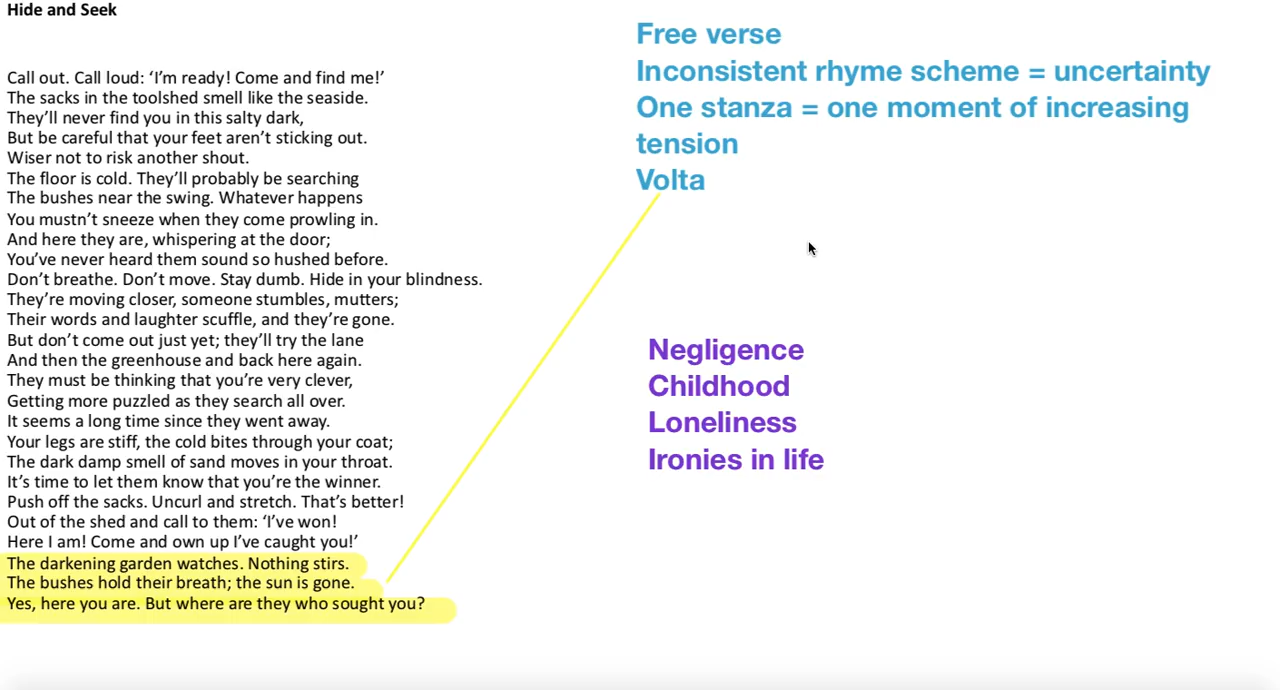 Hide and Seek
Call out. Call loud: ‘I’m ready! Come and find me!’
The sacks in the toolshed smell like the seaside.
They’ll never find you in this salty dark,
But be careful that your feet aren’t sticking out.
Wiser not to risk another shout.
The floor is cold. They’ll probably be searching
The bushes near the swing. Whatever happens
You mustn’t sneeze when they come prowling in.
And here they are, whispering at the door;
You’ve never heard them sound so hushed before.
Don’t breathe. Don’t move. Stay dumb. Hide in your blindness.
They’re moving closer, someone stumbles, mutters;
Their words and laughter scuffle, and they’re gone.
But don’t come out just yet; they’ll try the lane
And then the greenhouse and back here again.
They must be thinking that you’re very clever,
Getting more puzzled as they search all over.
It seems a long time since they went away.
Your legs are stiff, the cold bites through your coat;
The dark damp smell of sand moves in your throat.
It’s time to let them know that you’re the winner.
Push off the sacks. Uncurl and stretch. That’s better!
Out of the shed and call to them: ‘I’ve won!
Here I am! Come and own up I’ve caught you!’
The darkening garden watches. Nothing stirs.
The bushes hold their breath; the sun is gone.
Yes, here you are. But where are they who sought you?
Free verse
Inconsistent rhyme scheme = uncertainty
One stanza = one moment of increasing
tension
Volta
Negligence
Childhood
Loneliness
Ironies in life